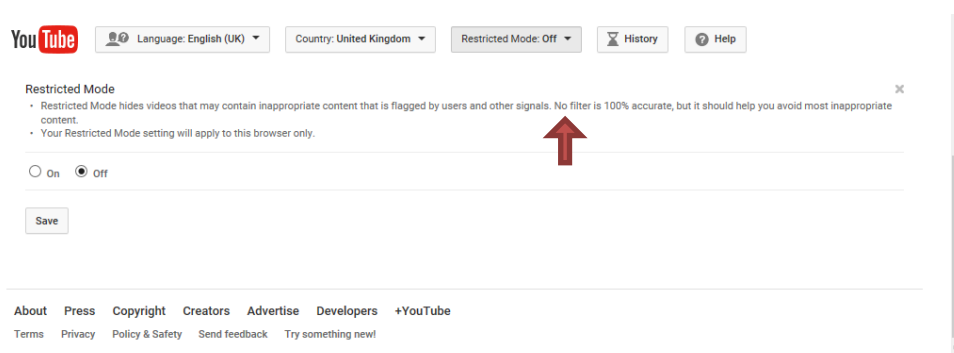 You Tube Language: English (UK) Country: United Kingdom Restricted Mode: Off History Help
Restricted Mode
• Restricted Mode hides videos that may contain inappropriate content that is flagged by users and other signals. No filter is 100% accurate, but it should help you avoid most inappropriate
content.
• Your Restricted Mode setting will apply to this browser only.
On Off
Save
About Press Copyright Creators Advertise Developers +YouTube
Terms Privacy Policy & Safety Send feedback Try something new!